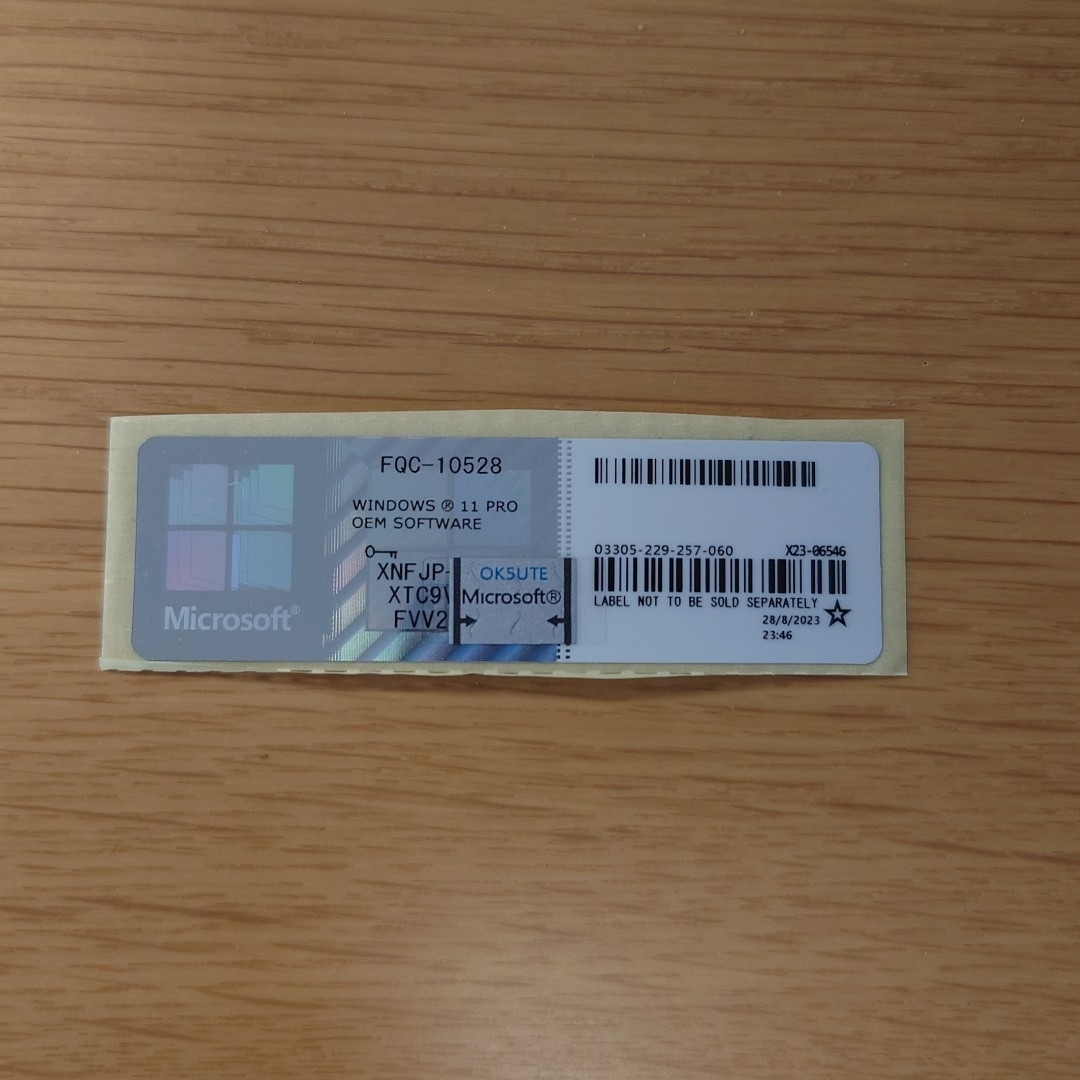 FQC-10528
WINDOWS ® 11 PRO
OEM SOFTWARE
XNFJP-
XTC9
FVV2
OK5UTE
Microsoft®
Microsoft®
03305-229-257-060 X23-06546
LABEL NOT TO BE SOLD SEPARATELY
28/8/2023
23:46